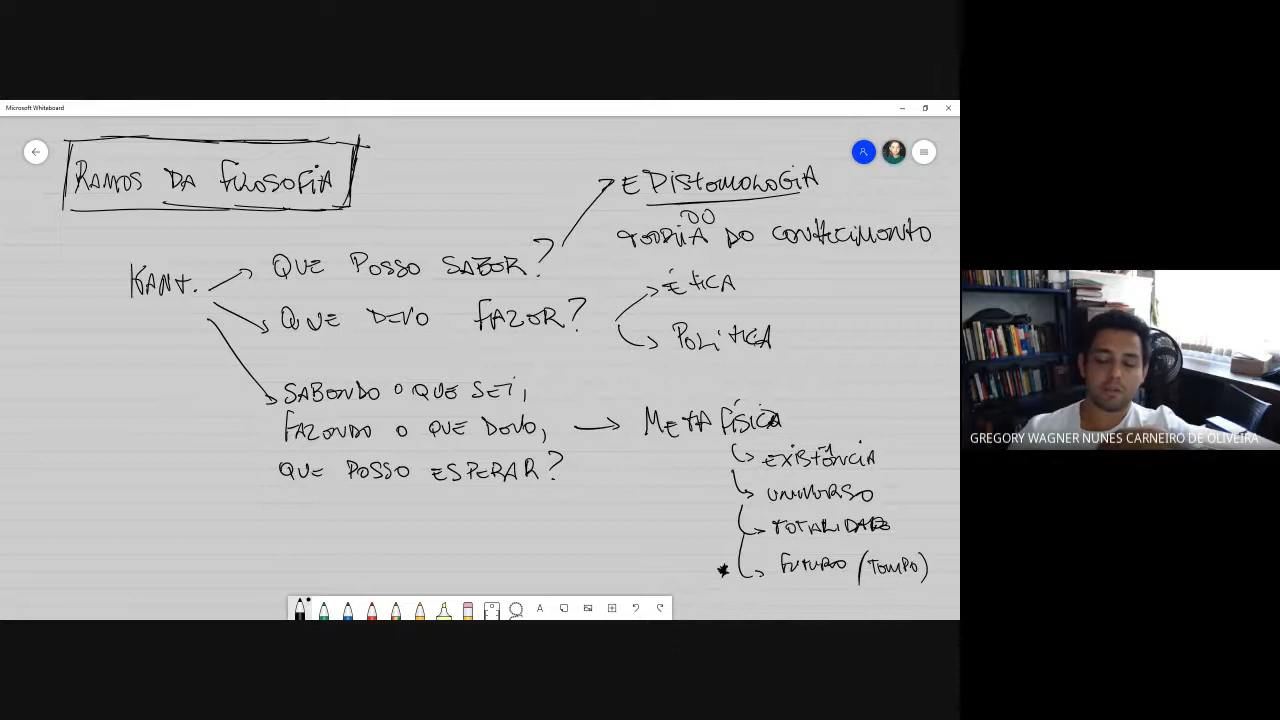 Microsoft Whiteboard
RAMOS DA FILOSOFIA
KANT.
QUE POSSO SABER?
EPISTEMOLOGIA
TEORIA DO CONHECIMENTO
DO
QUE DEVO FAZER?
ÉTICA
POLÍTICA
SABENDO O QUE SEI,
FAZENDO O QUE DEVO,
QUE POSSO ESPERAR?
METAFÍSICA
EXISTÊNCIA
UNIVERSO
TOTALIDADE
* FUTURO (TEMPO)
GREGORY WAGNER NUNES CARNEIRO DE OLIVEIRA